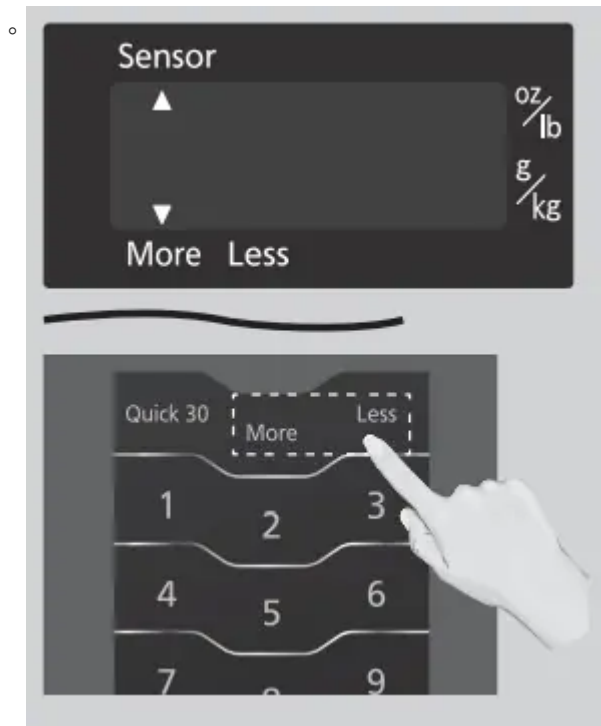 Sensor
▲
oz/lb
g/kg
▼
More Less
Quick 30 More Less
1 2 3
4 5 6
7 9